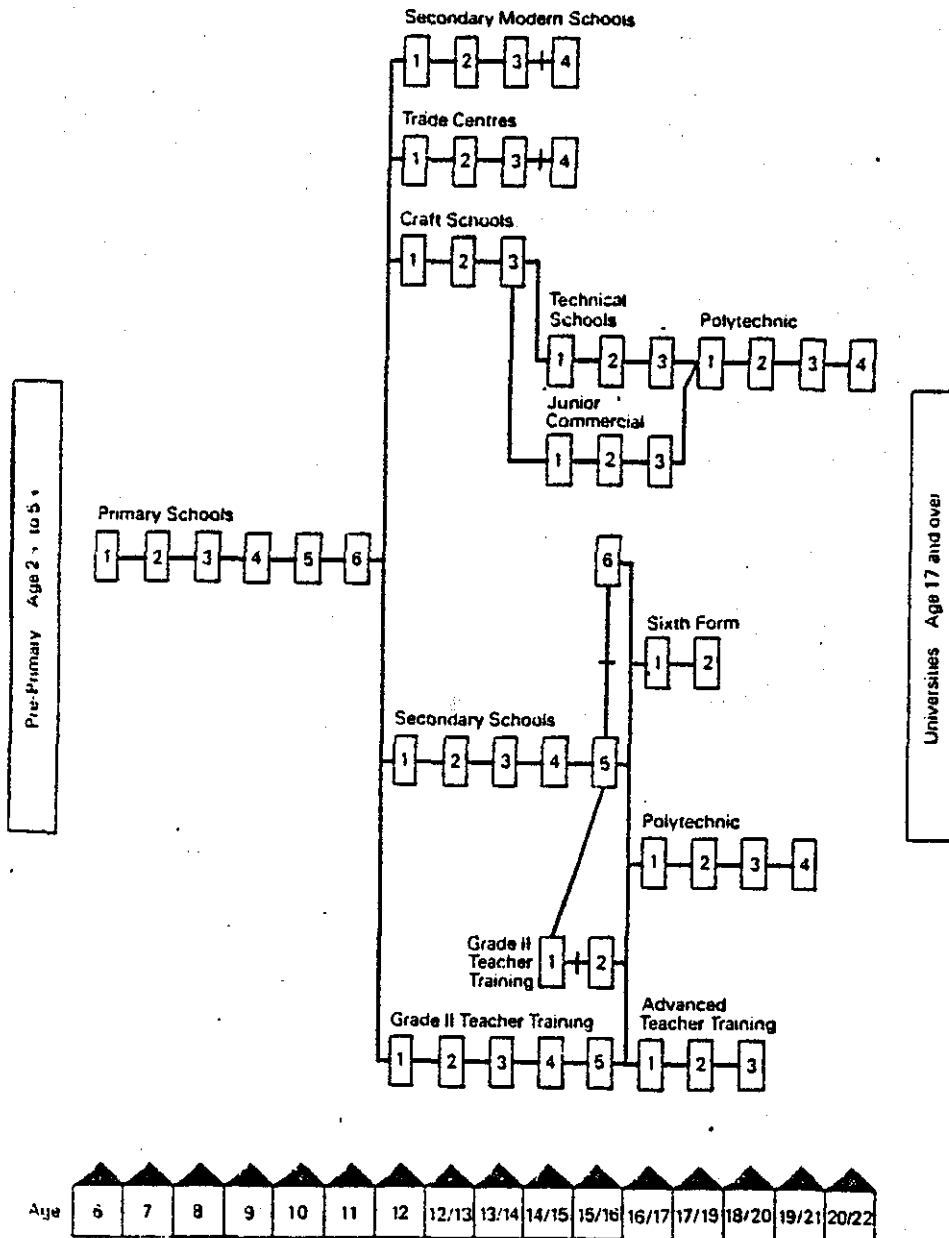 Secondary Modern Schools
1 2 3 4
Trade Centres
1 2 3 4
Craft Schools
1 2 3
Technical
Schools
1 2 3
Polytechnic
1 2 3 4
Junior
Commercial
1 2 3
Pre-Primary Age 2+ to 5+
Primary Schools
1 2 3 4 5 6
Universities Age 17 and over
6
Sixth Form
1 2
Secondary Schools
1 2 3 4 5
Polytechnic
1 2 3 4
Grade II
Teacher
Training
1 2
Grade II Teacher Training
1 2 3 4 5
Advanced
Teacher Training
1 2 3
Age 6 7 8 9 10 11 12 12/13 13/14 14/15 15/16 16/17 17/19 18/20 19/21 20/22